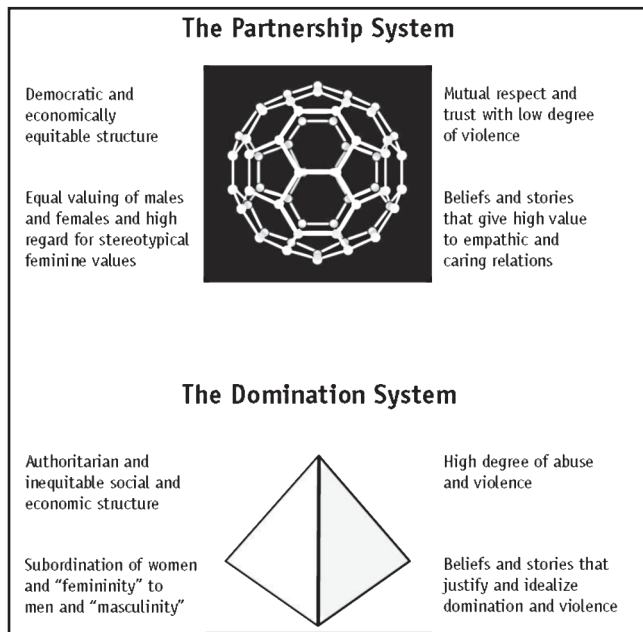 The Partnership System
Democratic and
economically
equitable structure
Mutual respect and
trust with low degree
of violence
Equal valuing of males
and females and high
regard for stereotypical
feminine values
Beliefs and stories
that give high value
to empathic and
caring relations
The Domination System
Authoritarian and
inequitable social and
economic structure
High degree of abuse
and violence
Subordination of women
and “femininity” to
men and “masculinity”
Beliefs and stories that
justify and idealize
domination and violence